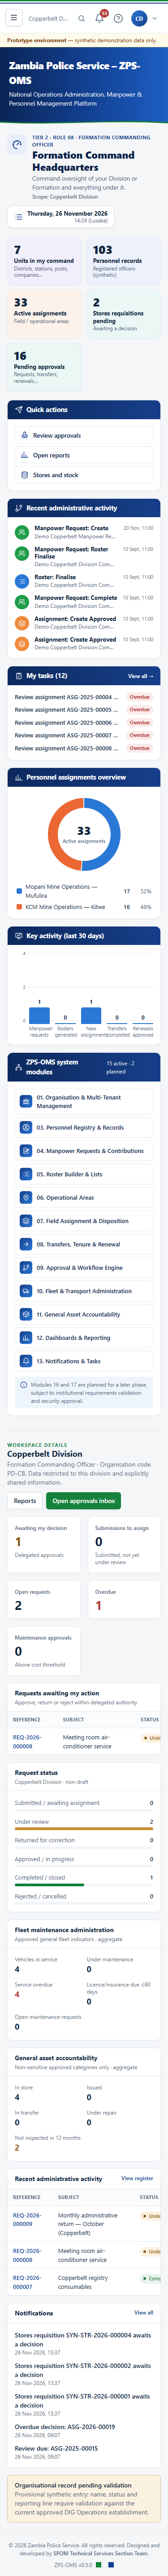 Copperbelt D...
CD
Prototype environment — synthetic demonstration data only.
Zambia Police Service – ZPS-
OMS
National Operations Administration, Manpower &
Personnel Management Platform
TIER 2 · ROLE 08 · FORMATION COMMANDING
OFFICER
Formation Command
Headquarters
Command oversight of your Division or
Formation and everything under it.
Scope: Copperbelt Division
Thursday, 26 November 2026
14:24 (Lusaka)
7
Units in my command
Districts, stations, posts,
companies...
103
Personnel records
Registered officers
(synthetic)
33
Active assignments
Field / operational areas
2
Stores requisitions
pending
Awaiting a decision
16
Pending approvals
Requests, transfers,
renewals...
Quick actions
Review approvals
Open reports
Stores and stock
Recent administrative activity
Manpower Request: Create
20 Nov, 11:00
Demo Copperbelt Manpower Re...
Manpower Request: Roster
Finalise
10 Sept, 11:00
Demo Copperbelt Division Com...
Roster: Finalise
10 Sept, 11:00
Demo Copperbelt Division Com...
Manpower Request: Complete
10 Sept, 11:00
Demo Copperbelt Division Com...
Assignment: Create Approved
10 Sept, 11:00
Demo Copperbelt Division Com...
Assignment: Create Approved
10 Sept, 11:00
Demo Copperbelt Division Com...
My tasks (12)
View all →
Review assignment ASG-2025-00004 ...
Overdue
Review assignment ASG-2025-00005 ...
Overdue
Review assignment ASG-2025-00006 ...
Overdue
Review assignment ASG-2025-00007 ...
Overdue
Review assignment ASG-2025-00008 ...
Overdue
Personnel assignments overview
33
Active assignments
Mopani Mine Operations —
Mufulira
17 52%
KCM Mine Operations — Kitwe
16 48%
Key activity (last 30 days)
4
2
0
1 0 1 0 0
Manpower requests
Rosters generated
New assignments
Transfers completed
Renewals approved
ZPS-OMS system
modules
15 active · 2
planned
01. Organisation & Multi-Tenant
Management
03. Personnel Registry & Records
04. Manpower Requests & Contributions
05. Roster Builder & Lists
06. Operational Areas
07. Field Assignment & Disposition
08. Transfers, Tenure & Renewal
09. Approval & Workflow Engine
10. Fleet & Transport Administration
11. General Asset Accountability
12. Dashboards & Reporting
13. Notifications & Tasks
Modules 16 and 17 are planned for a later phase,
subject to institutional requirements validation
and security approval.
WORKSPACE DETAILS
Copperbelt Division
Formation Commanding Officer · Organisation code
PD-CB. Data restricted to this division and explicitly
shared information.
Reports
Open approvals inbox
Awaiting my decision
1
Delegated approvals
Submissions to assign
0
Submitted, not yet
under review
Open requests
2
Overdue
1
Maintenance approvals
0
Above cost threshold
Requests awaiting my action
Approve, return or reject within delegated authority.
REFERENCE SUBJECT STATUS
REQ-2026-
000008
Meeting room air-
conditioner service
Request status
Copperbelt Division · non-draft
Submitted / awaiting assignment 0
Under review 2
Returned for correction 0
Approved / in progress 0
Completed / closed 1
Rejected / cancelled 0
Fleet maintenance administration
Approved general fleet indicators · aggregate
Vehicles in service
4
Under maintenance
0
Service overdue
4
Licence/insurance due ≤60
days
0
Open maintenance requests
0
General asset accountability
Non-sensitive approved categories only · aggregate
In store
4
Issued
0
In transfer
0
Under repair
0
Not inspected in 12 months
2
Recent administrative activity
View register
REFERENCE SUBJECT STATUS
REQ-2026-
000009
Monthly administrative
return — October
(Copperbelt)
REQ-2026-
000008
Meeting room air-
conditioner service
REQ-2026-
000007
Copperbelt registry
consumables
Notifications
View all
Stores requisition SYN-STR-2026-000004 awaits
a decision
26 Nov 2026, 13:37
Stores requisition SYN-STR-2026-000002 awaits
a decision
26 Nov 2026, 13:37
Stores requisition SYN-STR-2026-000001 awaits
a decision
26 Nov 2026, 13:37
Overdue decision: ASG-2026-00019
26 Nov 2026, 09:07
Review due: ASG-2025-00015
26 Nov 2026, 09:07
Organisational record pending validation
Provisional synthetic entry; name, status and
reporting line require validation against the
current approved DIG Operations establishment.
© 2026 Zambia Police Service. All rights reserved. Designed and
developed by SPOM Technical Services Section Team.
ZPS-OMS v0.5.0